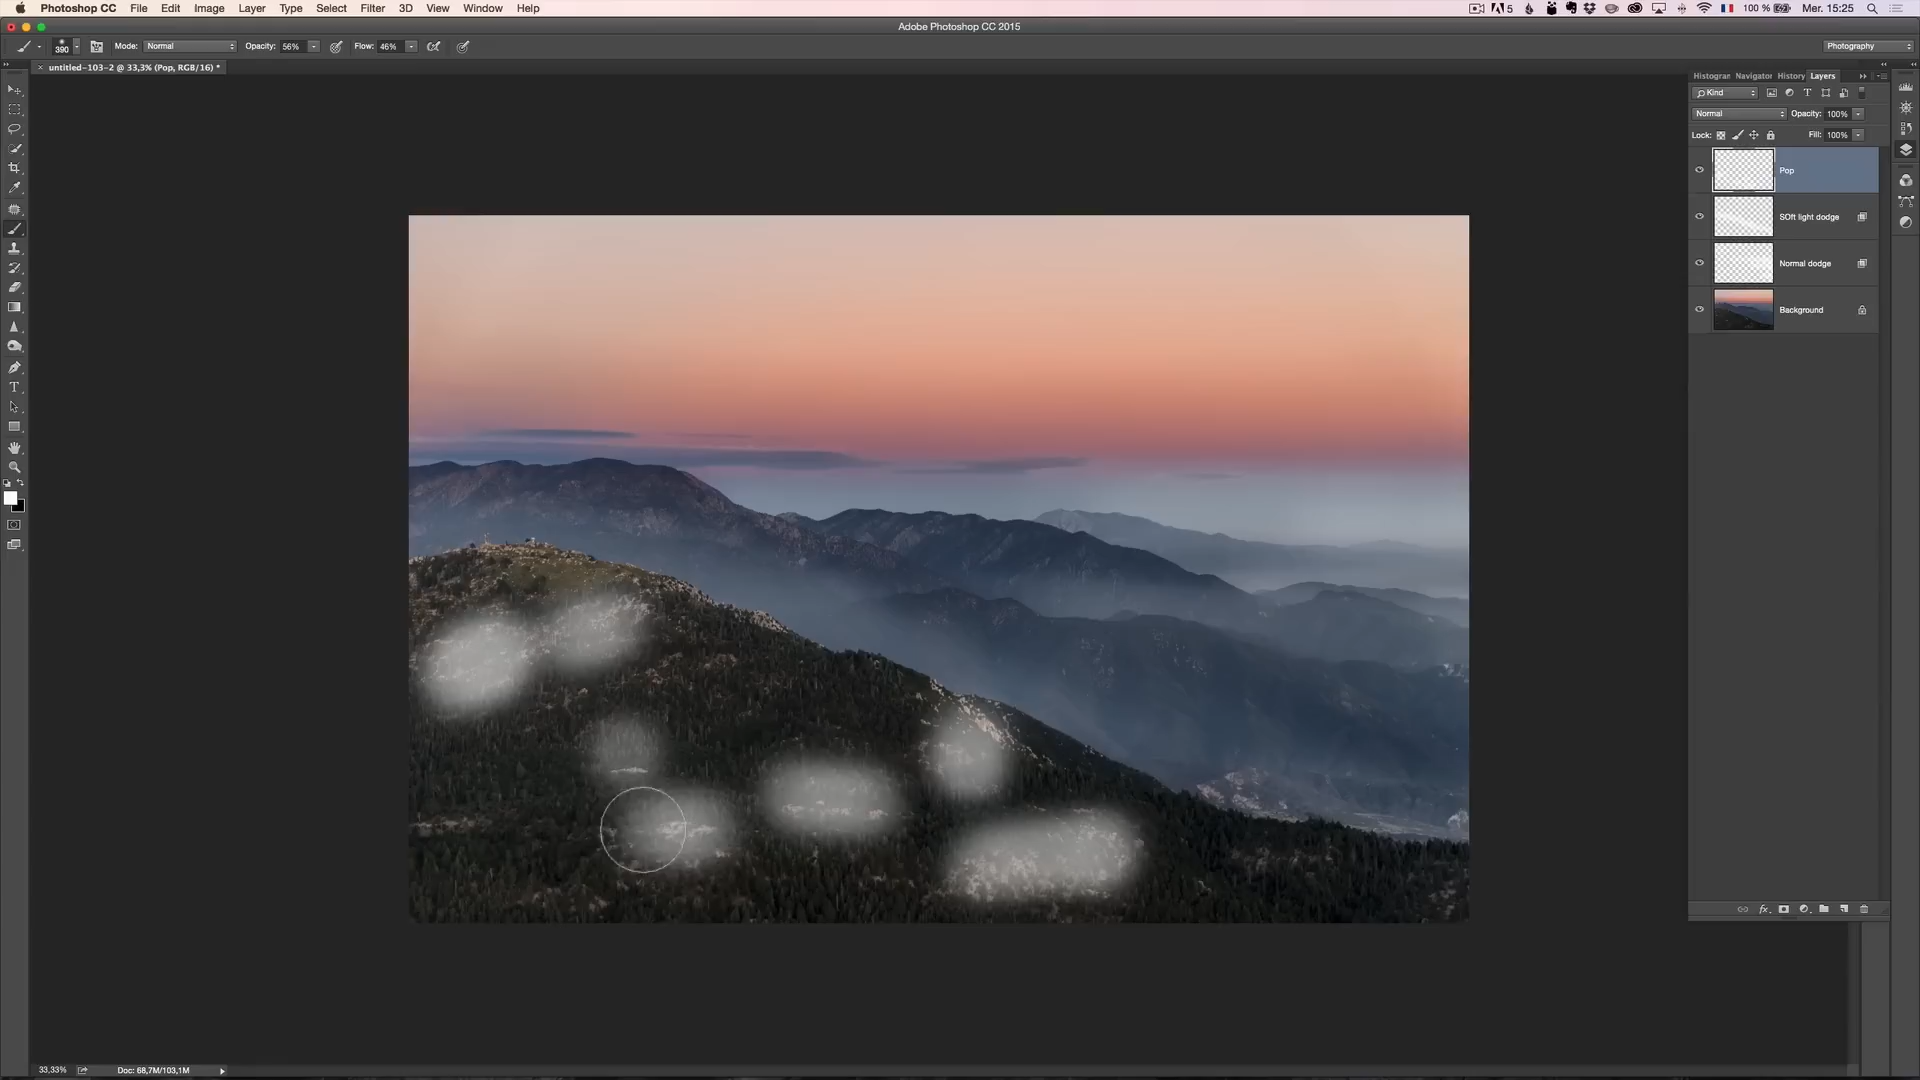 Photoshop CC File Edit Image Layer Type Select Filter 3D View Window Help 5 100 % Mer. 15:25
Adobe Photoshop CC 2015
390 Mode: Normal Opacity: 56% Flow: 46% Photography
× untitled-103-2 @ 33,3% (Pop, RGB/16) *
Histogram Navigator History Layers
Kind
Normal Opacity: 100%
Lock: Fill: 100%
Pop
SOft light dodge
Normal dodge
Background
33,33% Doc: 68,7M/103,1M